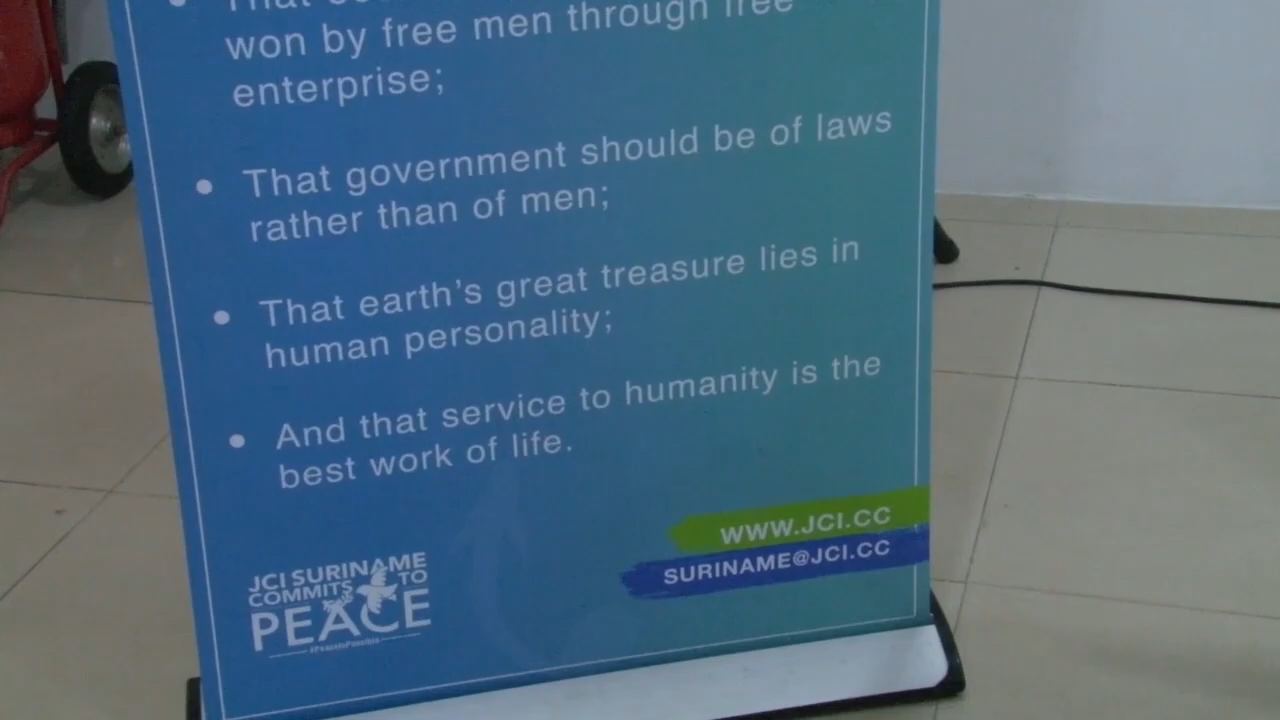 That
won by free men through free
enterprise;
That government should be of laws
rather than of men;
That earth's great treasure lies in
human personality;
And that service to humanity is the
best work of life.
WWW.JCI.CC
SURINAME@JCI.CC
JCI SURINAME
COMMITS TO
PEACE
#PeaceIsPossible